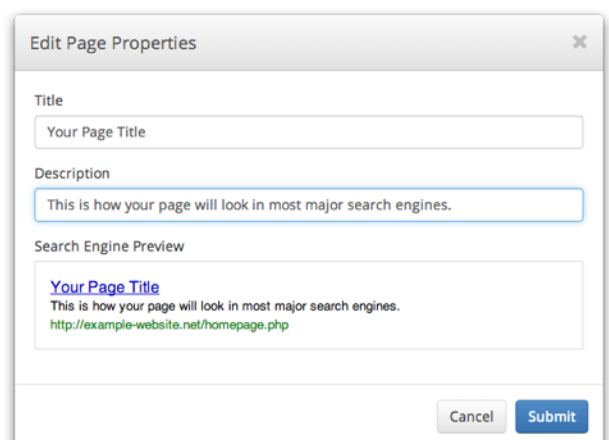 Edit Page Properties
Title
Your Page Title
Description
This is how your page will look in most major search engines.
Search Engine Preview
Your Page Title
This is how your page will look in most major search engines.
http://example-website.net/homepage.php
Cancel
Submit